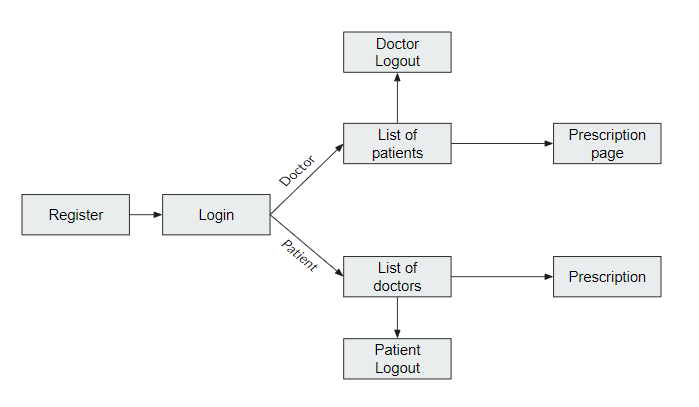 Doctor
Logout
List of
patients
Prescription
page
Doctor
Register
Login
Patient
List of
doctors
Prescription
Patient
Logout